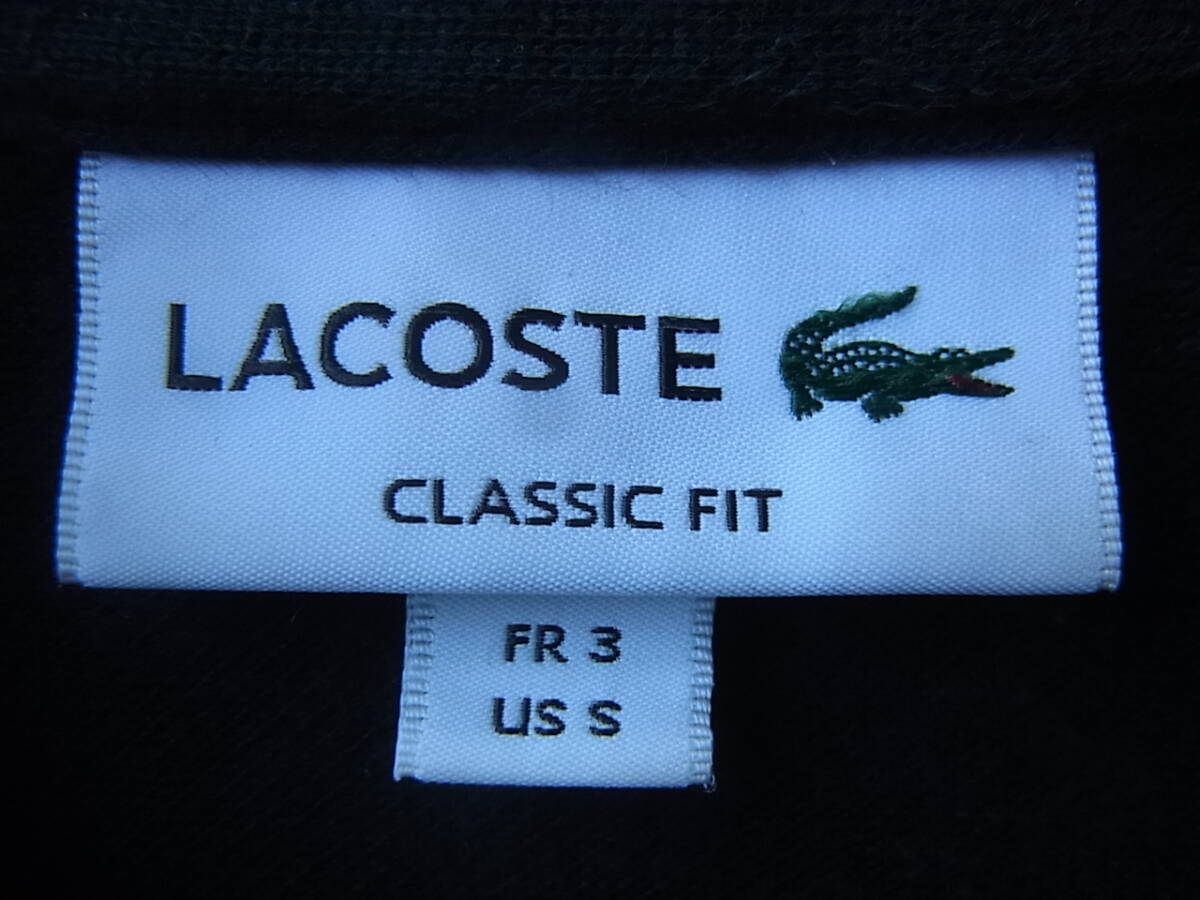 LACOSTE
CLASSIC FIT
FR 3
US S